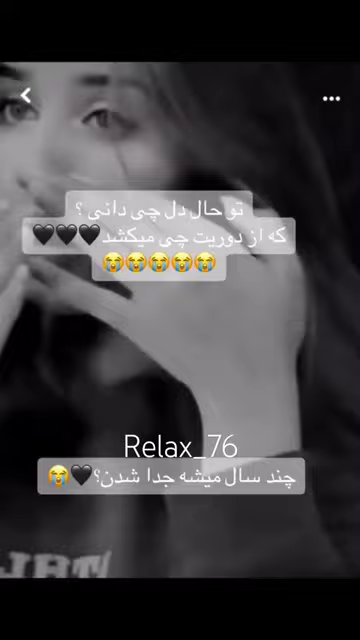 تو حال دل چی دانی ؟
که از دوریت چی میکشد🖤🖤🖤
😭😭😭😭😭
Relax_76
چند سال میشه جدا شدن؟🖤😭